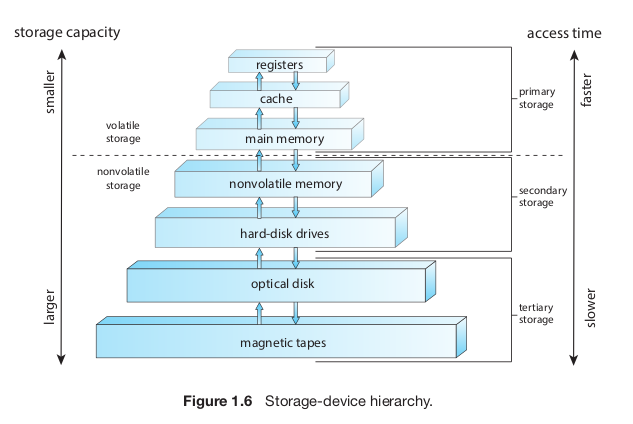 storage capacity
access time
smaller
faster
registers
cache
primary
storage
volatile
storage
main memory
nonvolatile
storage
nonvolatile memory
secondary
storage
hard-disk drives
optical disk
larger
slower
tertiary
storage
magnetic tapes
Figure 1.6 Storage-device hierarchy.